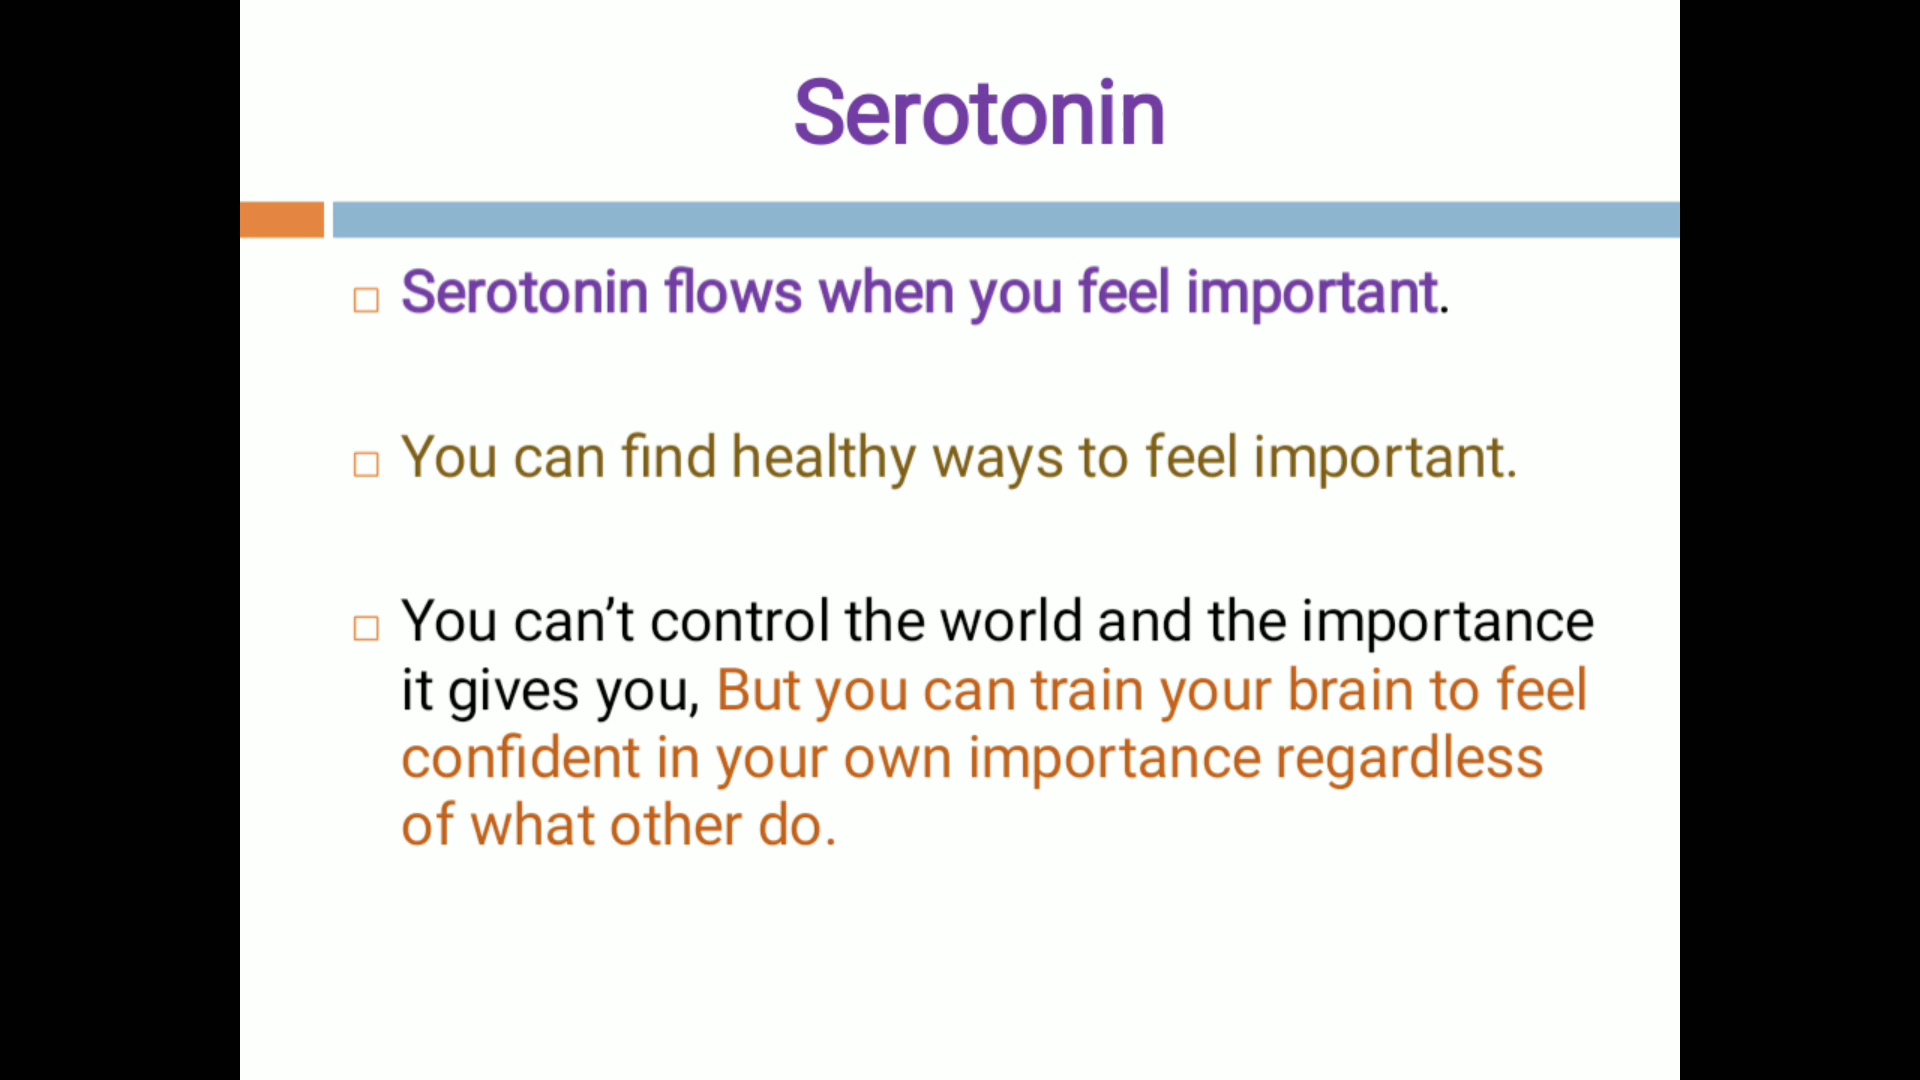 Serotonin
Serotonin flows when you feel important.
You can find healthy ways to feel important.
You can’t control the world and the importance
it gives you, But you can train your brain to feel
confident in your own importance regardless
of what other do.